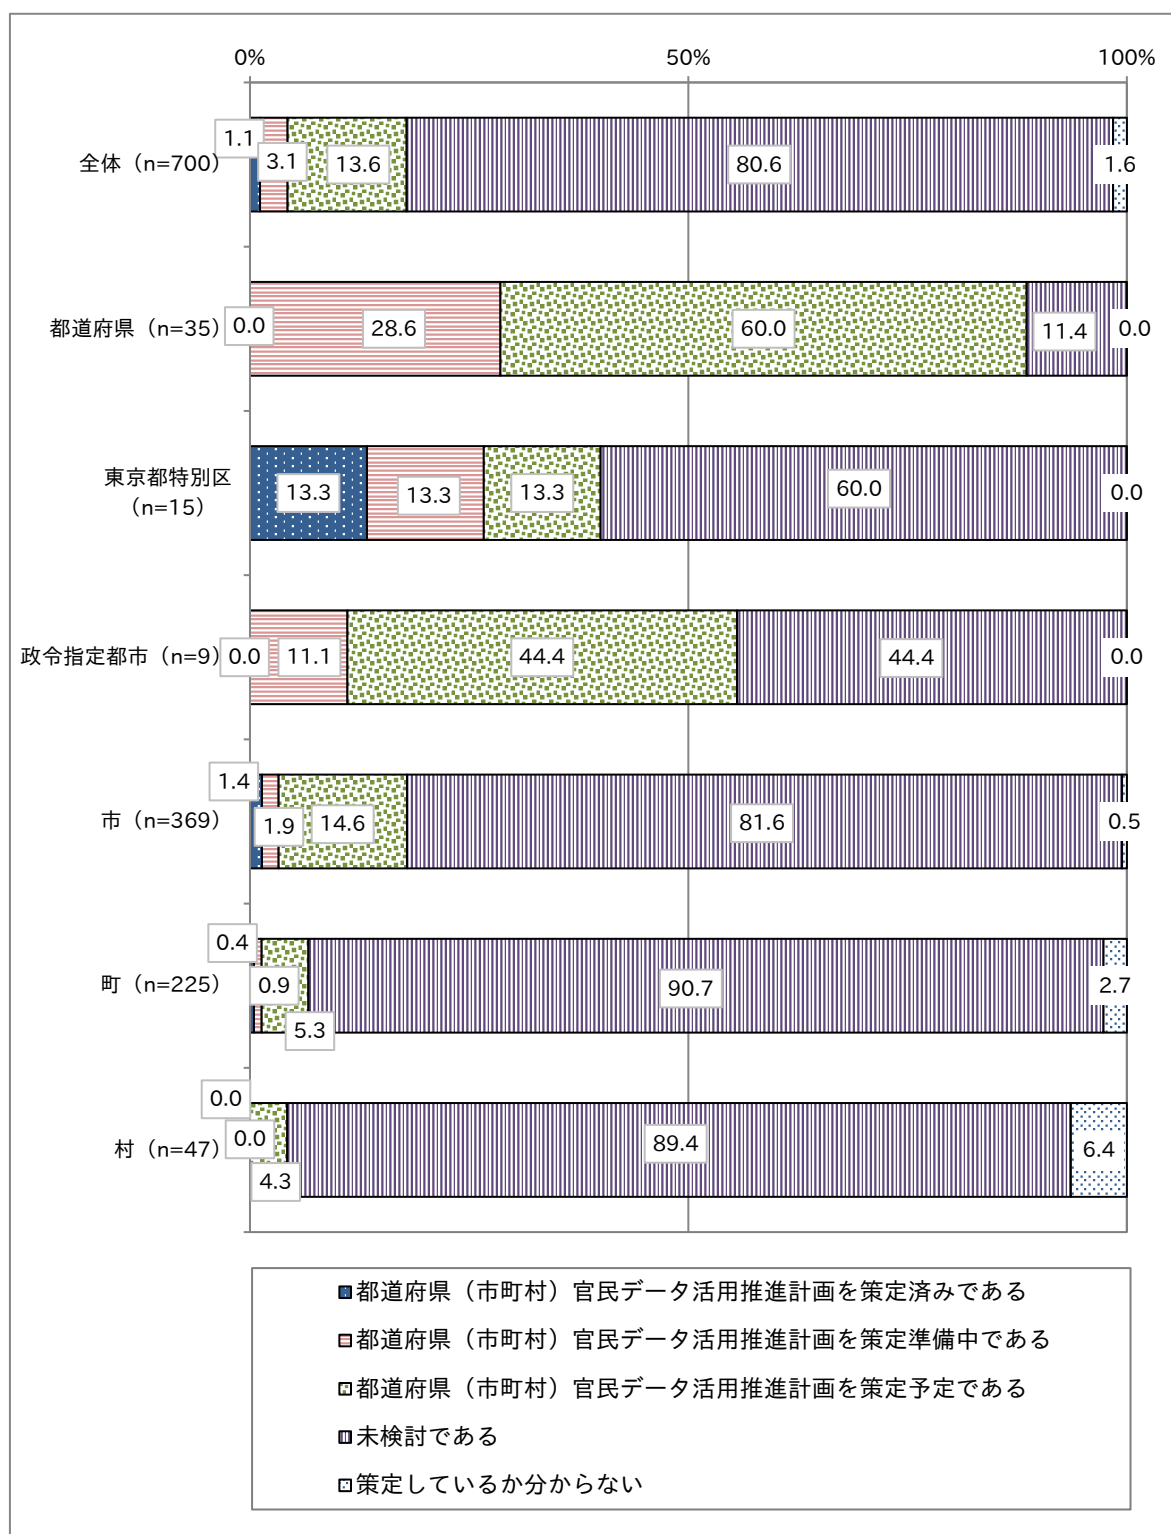 0% 50% 100%
全体（n=700） 1.1 3.1 13.6 80.6 1.6
都道府県（n=35） 0.0 28.6 60.0 11.4 0.0
東京都特別区
（n=15） 13.3 13.3 13.3 60.0 0.0
政令指定都市（n=9） 0.0 11.1 44.4 44.4 0.0
市（n=369） 1.4 1.9 14.6 81.6 0.5
町（n=225） 0.4 0.9 5.3 90.7 2.7
村（n=47） 0.0 0.0 4.3 89.4 6.4
都道府県（市町村）官民データ活用推進計画を策定済みである
都道府県（市町村）官民データ活用推進計画を策定準備中である
都道府県（市町村）官民データ活用推進計画を策定予定である
未検討である
策定しているか分からない